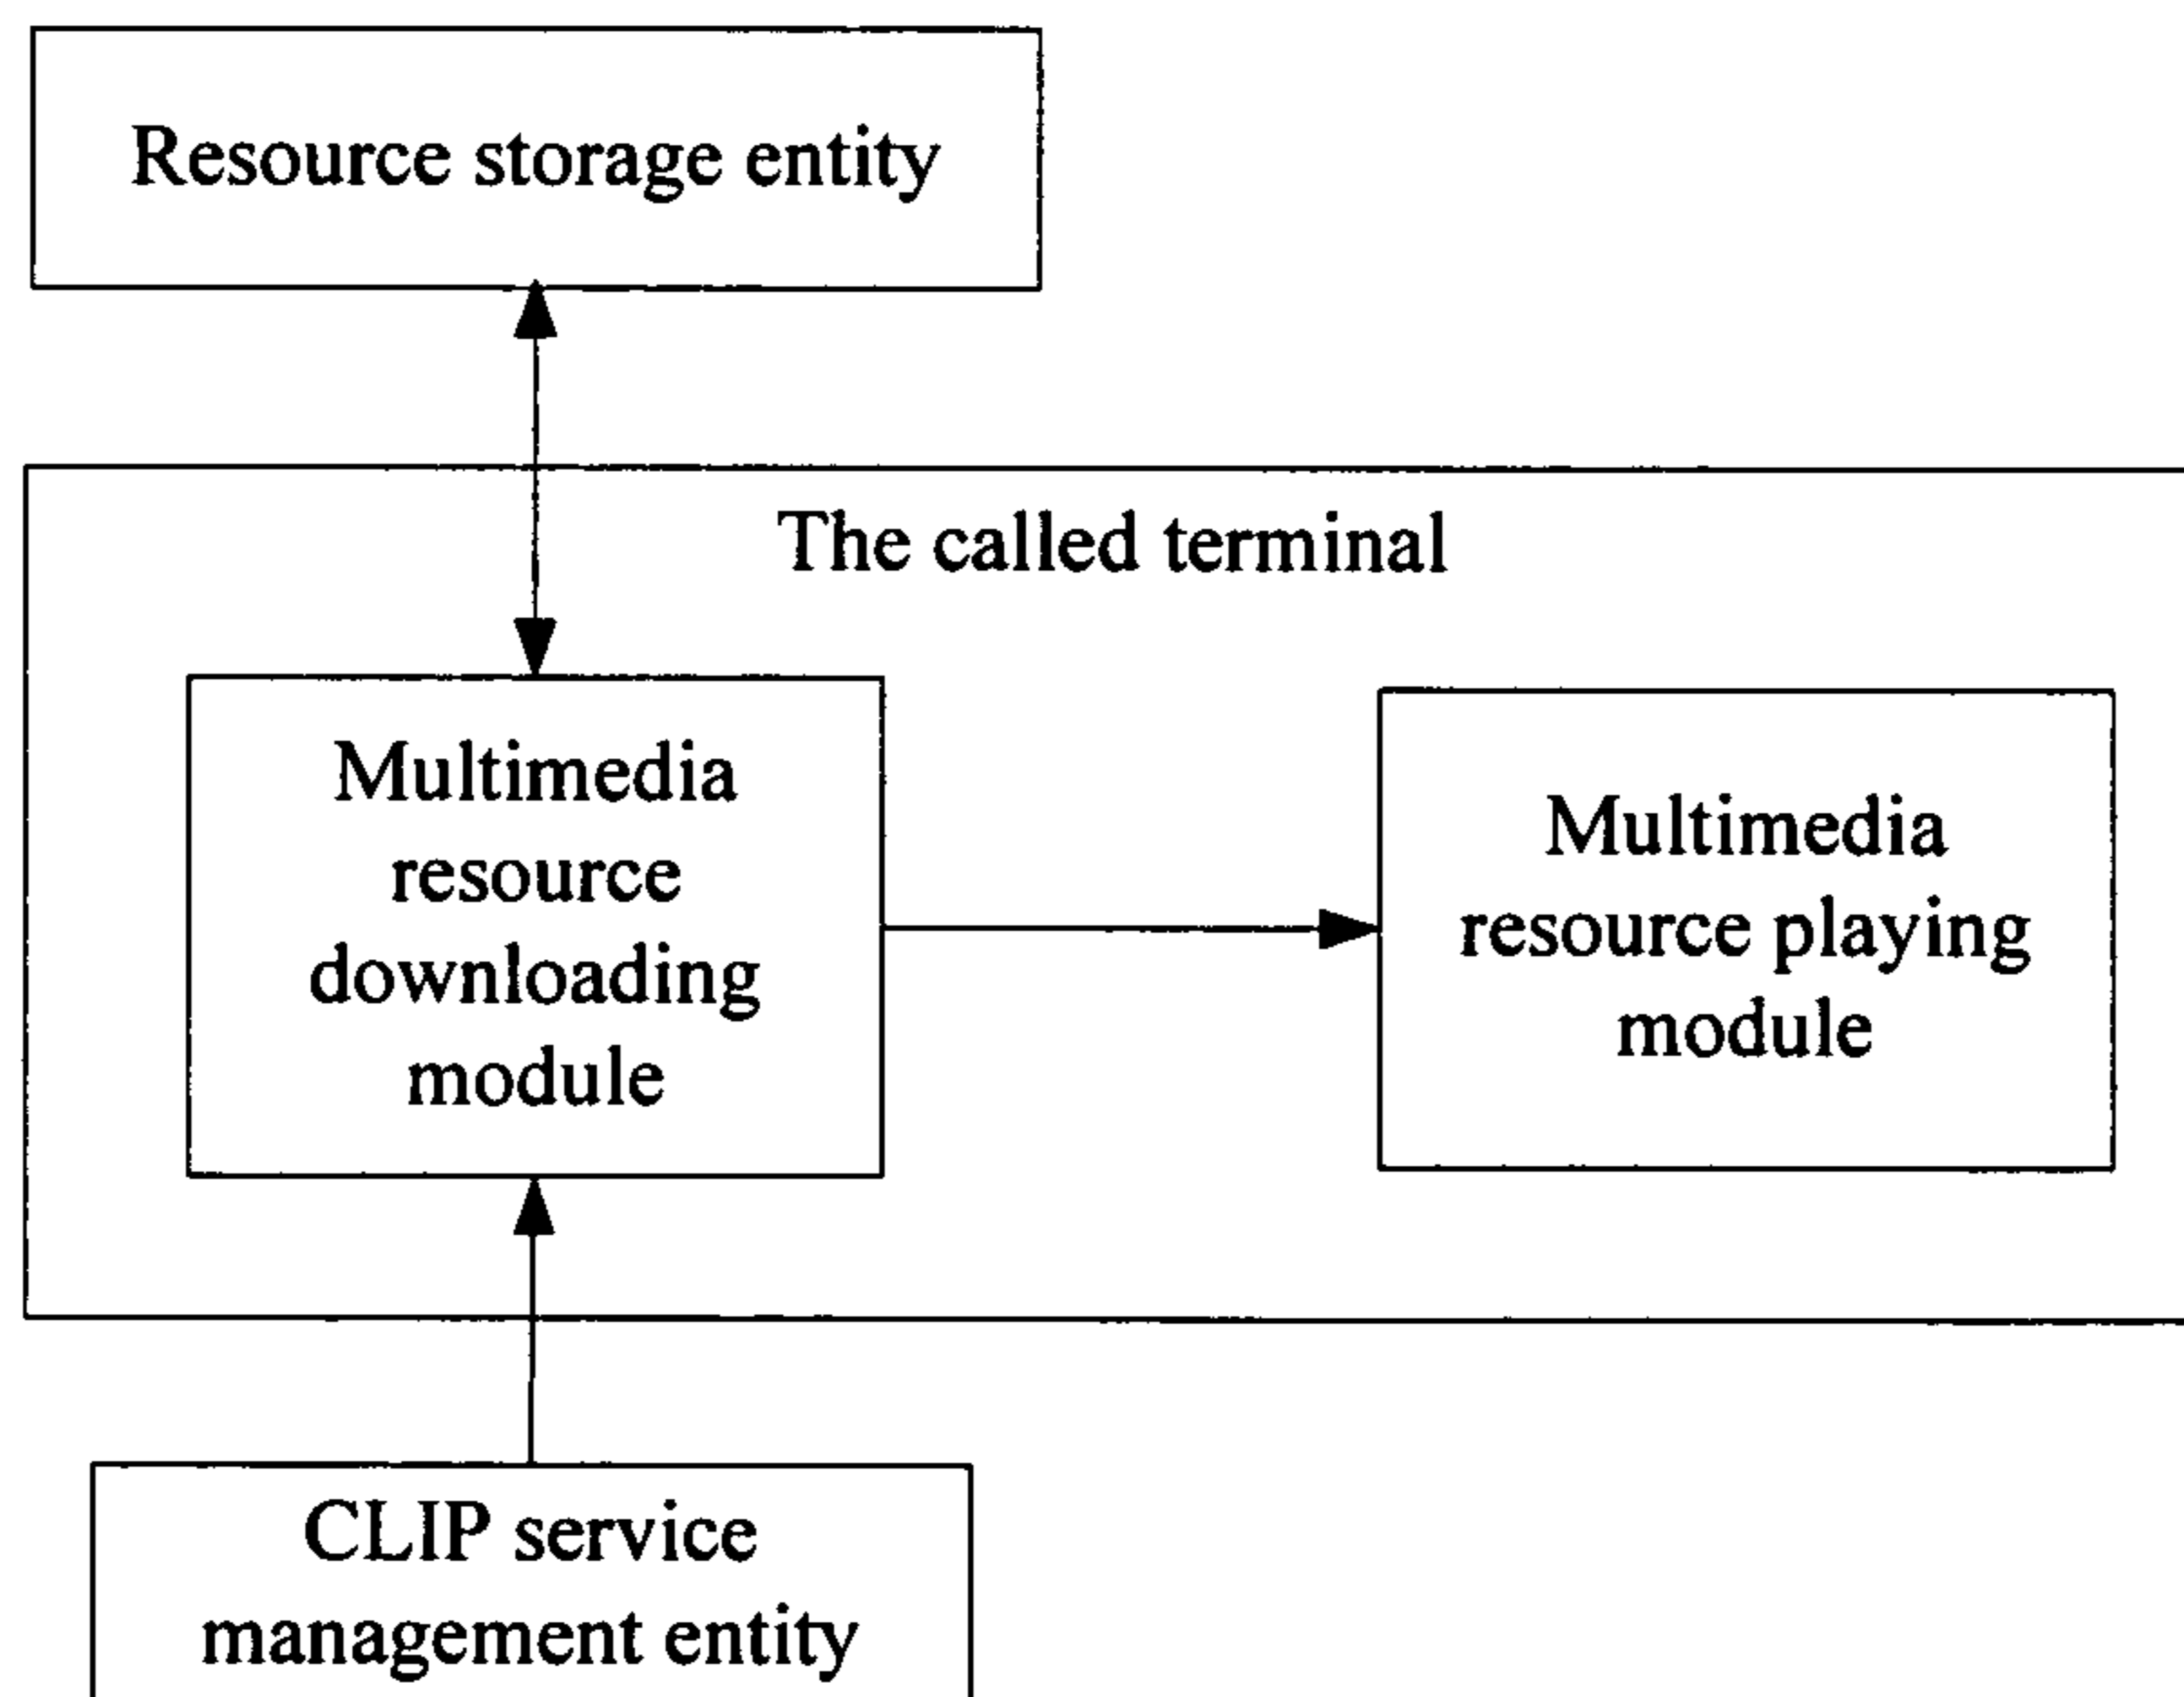 Resource storage entity
The called terminal
Multimedia
resource
downloading
module
Multimedia
resource playing
module
CLIP service
management entity